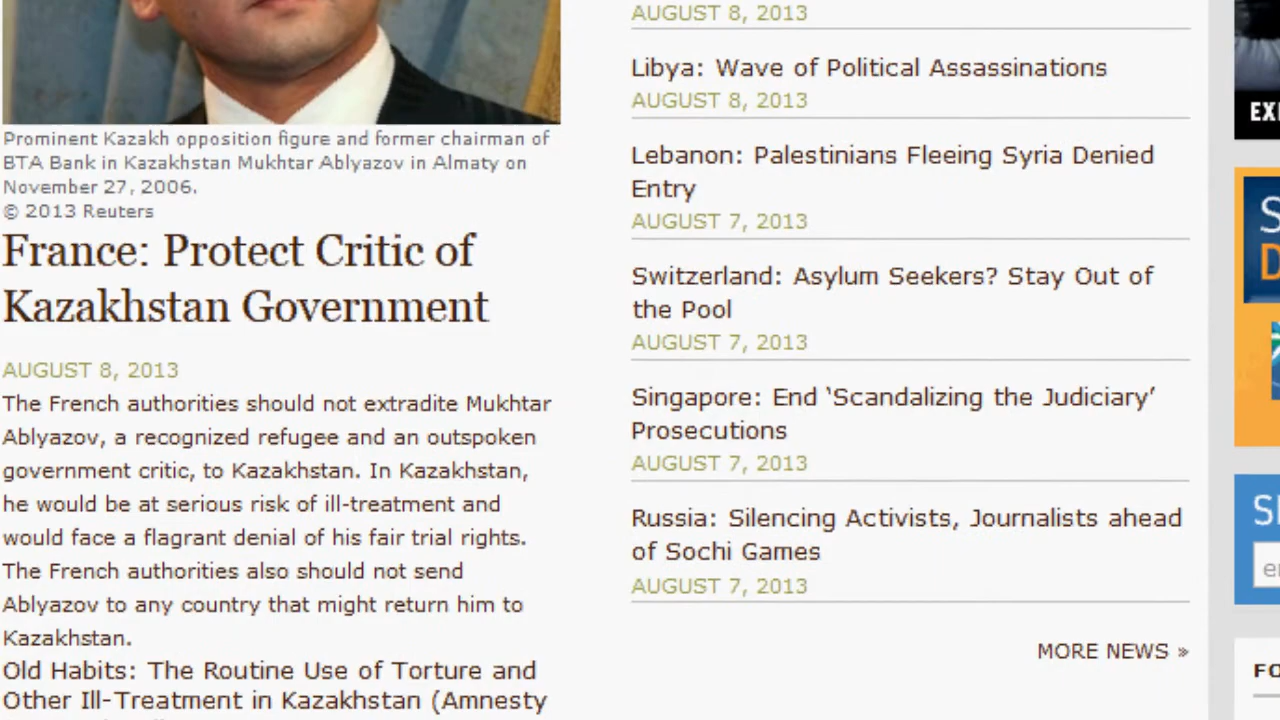 Prominent Kazakh opposition figure and former chairman of
BTA Bank in Kazakhstan Mukhtar Ablyazov in Almaty on
November 27, 2006.
© 2013 Reuters
France: Protect Critic of
Kazakhstan Government
AUGUST 8, 2013
The French authorities should not extradite Mukhtar
Ablyazov, a recognized refugee and an outspoken
government critic, to Kazakhstan. In Kazakhstan,
he would be at serious risk of ill-treatment and
would face a flagrant denial of his fair trial rights.
The French authorities also should not send
Ablyazov to any country that might return him to
Kazakhstan.
Old Habits: The Routine Use of Torture and
Other Ill-Treatment in Kazakhstan (Amnesty
AUGUST 8, 2013
Libya: Wave of Political Assassinations
AUGUST 8, 2013
Lebanon: Palestinians Fleeing Syria Denied
Entry
AUGUST 7, 2013
Switzerland: Asylum Seekers? Stay Out of
the Pool
AUGUST 7, 2013
Singapore: End ‘Scandalizing the Judiciary’
Prosecutions
AUGUST 7, 2013
Russia: Silencing Activists, Journalists ahead
of Sochi Games
AUGUST 7, 2013
MORE NEWS »